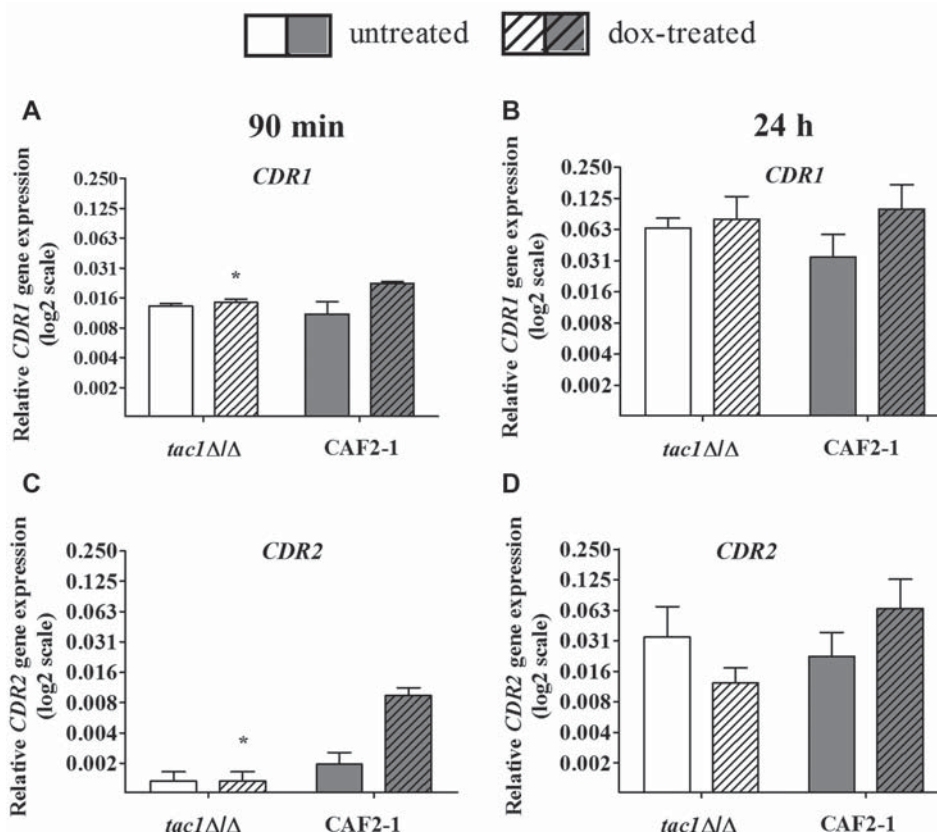 untreated
dox-treated
A
90 min
CDR1
Relative CDR1 gene expression
(log2 scale)
0.250
0.125
0.063
0.031
0.016
0.008
0.004
0.002
*
tac1Δ/Δ
CAF2-1
B
24 h
CDR1
Relative CDR1 gene expression
(log2 scale)
0.250
0.125
0.063
0.031
0.016
0.008
0.004
0.002
tac1Δ/Δ
CAF2-1
C
CDR2
Relative CDR2 gene expression
(log2 scale)
0.250
0.125
0.063
0.031
0.016
0.008
0.004
0.002
*
tac1Δ/Δ
CAF2-1
D
CDR2
Relative CDR2 gene expression
(log2 scale)
0.250
0.125
0.063
0.031
0.016
0.008
0.004
0.002
tac1Δ/Δ
CAF2-1